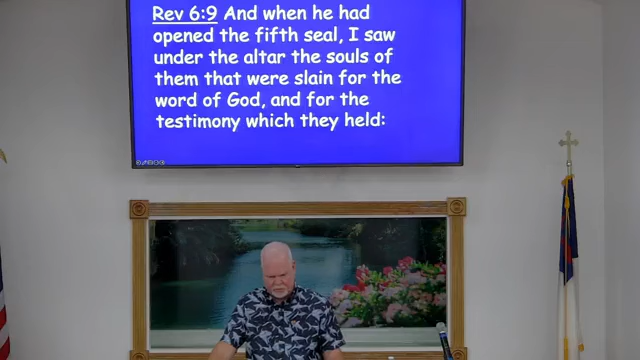 Rev 6:9 And when he had
opened the fifth seal, I saw
under the altar the souls of
them that were slain for the
word of God, and for the
testimony which they held: